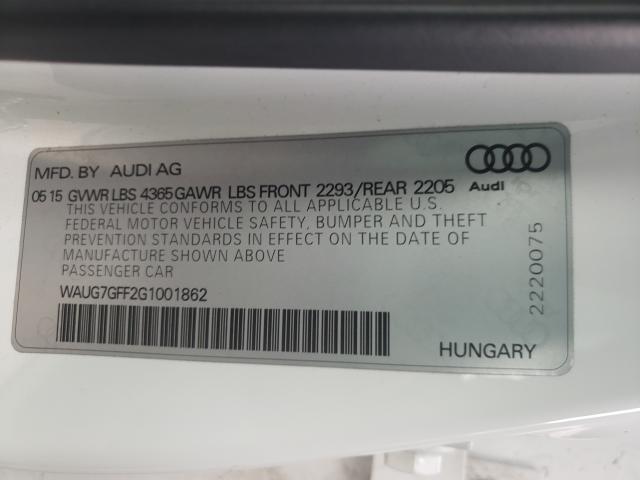 MFD. BY AUDI AG
05 15 GVWR LBS 4365 GAWR LBS FRONT 2293/REAR 2205
Audi
THIS VEHICLE CONFORMS TO ALL APPLICABLE U.S.
FEDERAL MOTOR VEHICLE SAFETY, BUMPER AND THEFT
PREVENTION STANDARDS IN EFFECT ON THE DATE OF
MANUFACTURE SHOWN ABOVE
PASSENGER CAR
WAUG7GFF2G1001862
HUNGARY
2220075